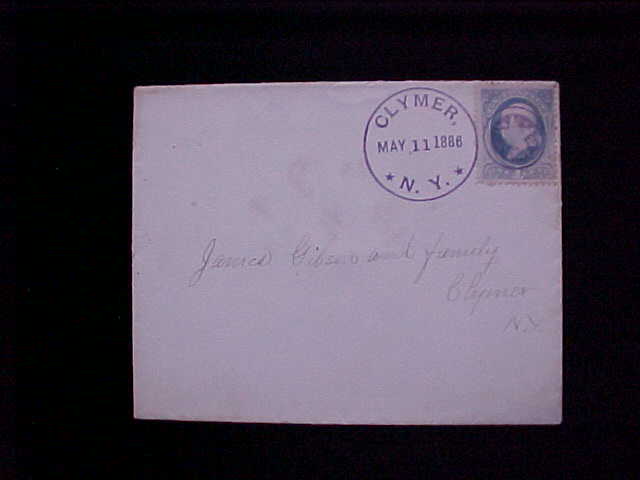 CLYMER,
MAY 11 1886
N. Y.
James Gibson and family
Clymer
N.Y.